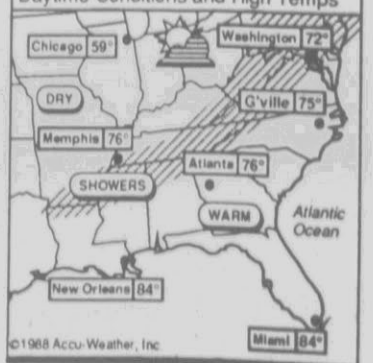 Daytime Conditions and High Temps
Washington 72°
Chicago 59°
DRY
G'ville 75°
Memphis 76°
Atlanta 76°
SHOWERS
WARM
Atlantic
Ocean
New Orleans 84°
©1988 Accu-Weather, Inc.
Miami 84°